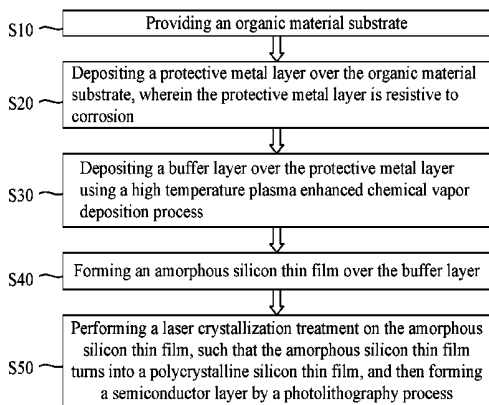 S10
Providing an organic material substrate
S20
Depositing a protective metal layer over the organic material
substrate, wherein the protective metal layer is resistive to
corrosion
S30
Depositing a buffer layer over the protective metal layer
using a high temperature plasma enhanced chemical vapor
deposition process
S40
Forming an amorphous silicon thin film over the buffer layer
S50
Performing a laser crystallization treatment on the amorphous
silicon thin film, such that the amorphous silicon thin film
turns into a polycrystalline silicon thin film, and then forming
a semiconductor layer by a photolithography process